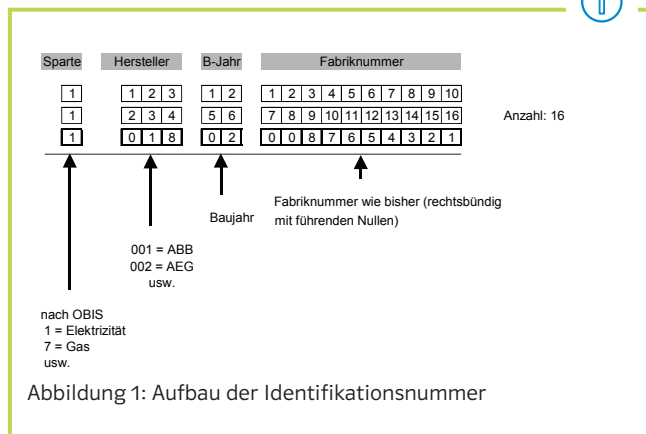 Sparte Hersteller B-Jahr Fabriknummer
1 1 2 3 1 2 1 2 3 4 5 6 7 8 9 10
1 2 3 4 5 6 7 8 9 10 11 12 13 14 15 16 Anzahl: 16
1 0 1 8 0 2 0 0 8 7 6 5 4 3 2 1
Fabriknummer wie bisher (rechtsbündig
mit führenden Nullen)
Baujahr
001 = ABB
002 = AEG
usw.
nach OBIS
1 = Elektrizität
7 = Gas
usw.
Abbildung 1: Aufbau der Identifikationsnummer